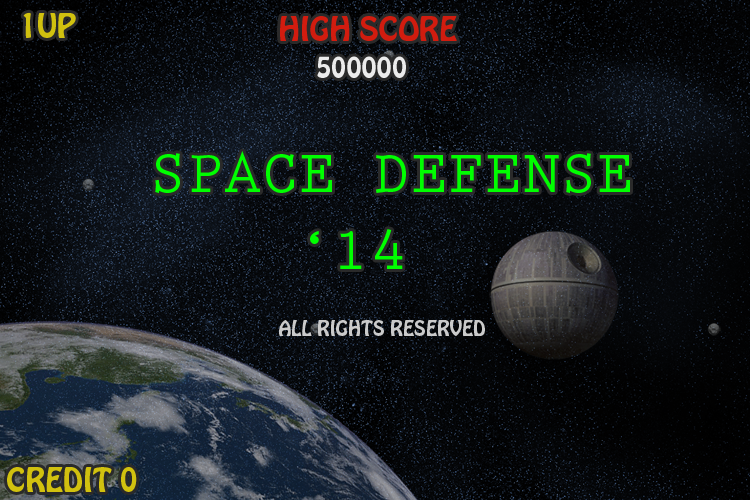 1UP
HIGH SCORE
500000
SPACE DEFENSE
‘14
ALL RIGHTS RESERVED
CREDIT 0